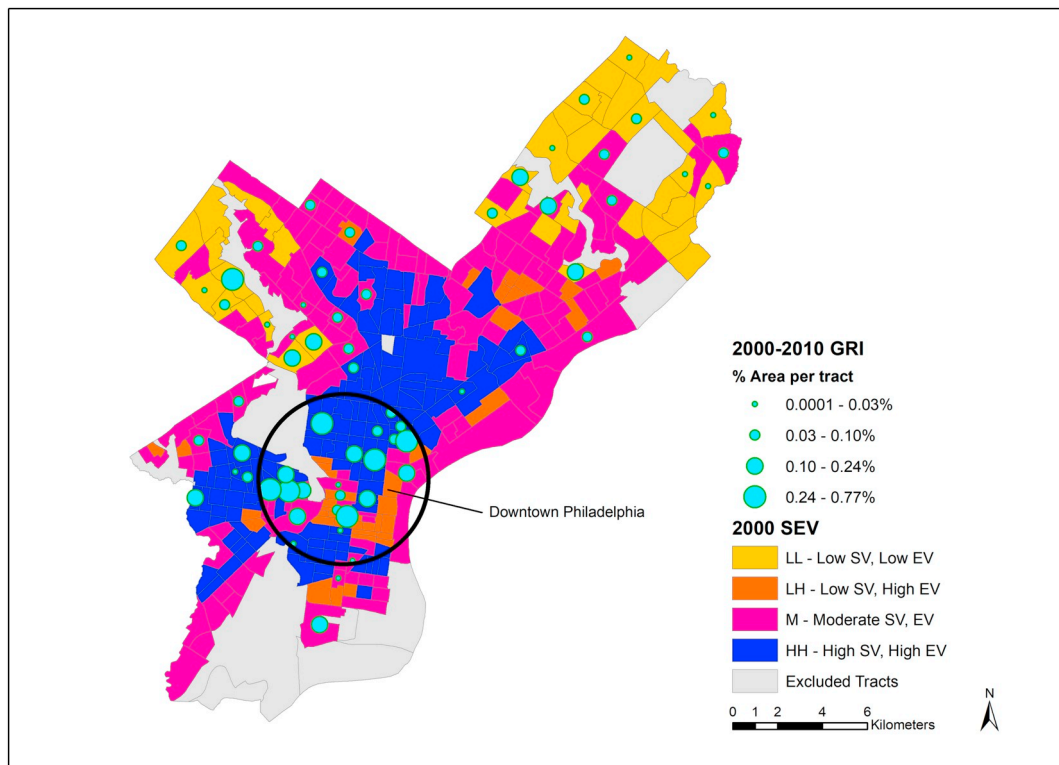 2000-2010 GRI
% Area per tract
0.0001 - 0.03%
0.03 - 0.10%
0.10 - 0.24%
0.24 - 0.77%
Downtown Philadelphia
2000 SEV
LL - Low SV, Low EV
LH - Low SV, High EV
M - Moderate SV, EV
HH - High SV, High EV
Excluded Tracts
N
0 1 2 4 6
Kilometers